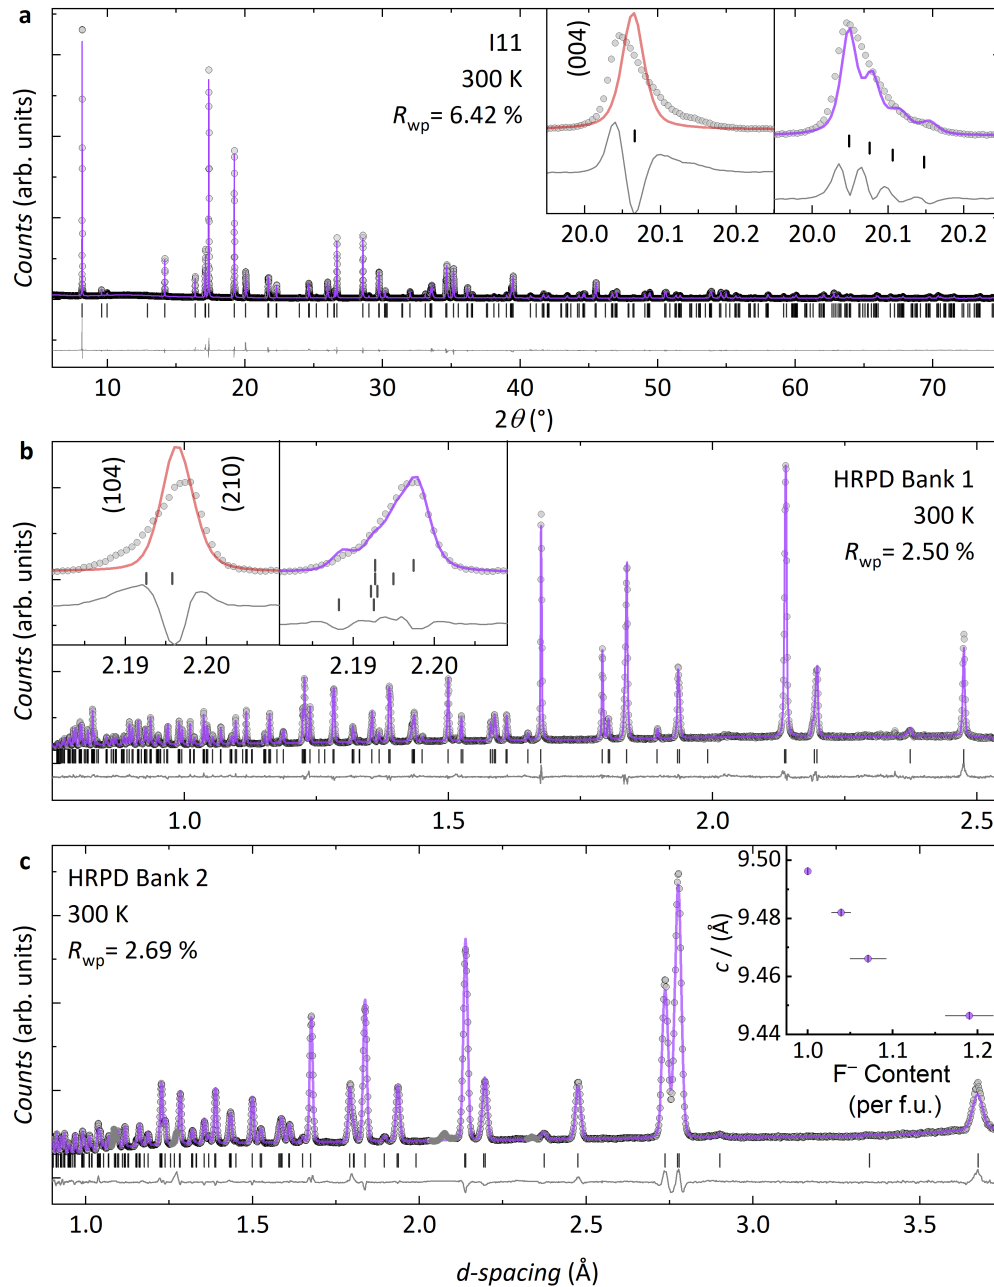 a
I11
300 K
Rwp= 6.42 %
(004)
20.0 20.1 20.2
20.0 20.1 20.2
Counts (arb. units)
10 20 30 40 50 60 70
2θ (°)
b
(104)
(210)
2.19 2.20
2.19 2.20
HRPD Bank 1
300 K
Rwp= 2.50 %
Counts (arb. units)
1.0 1.5 2.0 2.5
c
HRPD Bank 2
300 K
Rwp= 2.69 %
9.50
9.48
9.46
9.44
c / (Å)
1.0 1.1 1.2
F⁻ Content
(per f.u.)
Counts (arb. units)
1.0 1.5 2.0 2.5 3.0 3.5
d-spacing (Å)